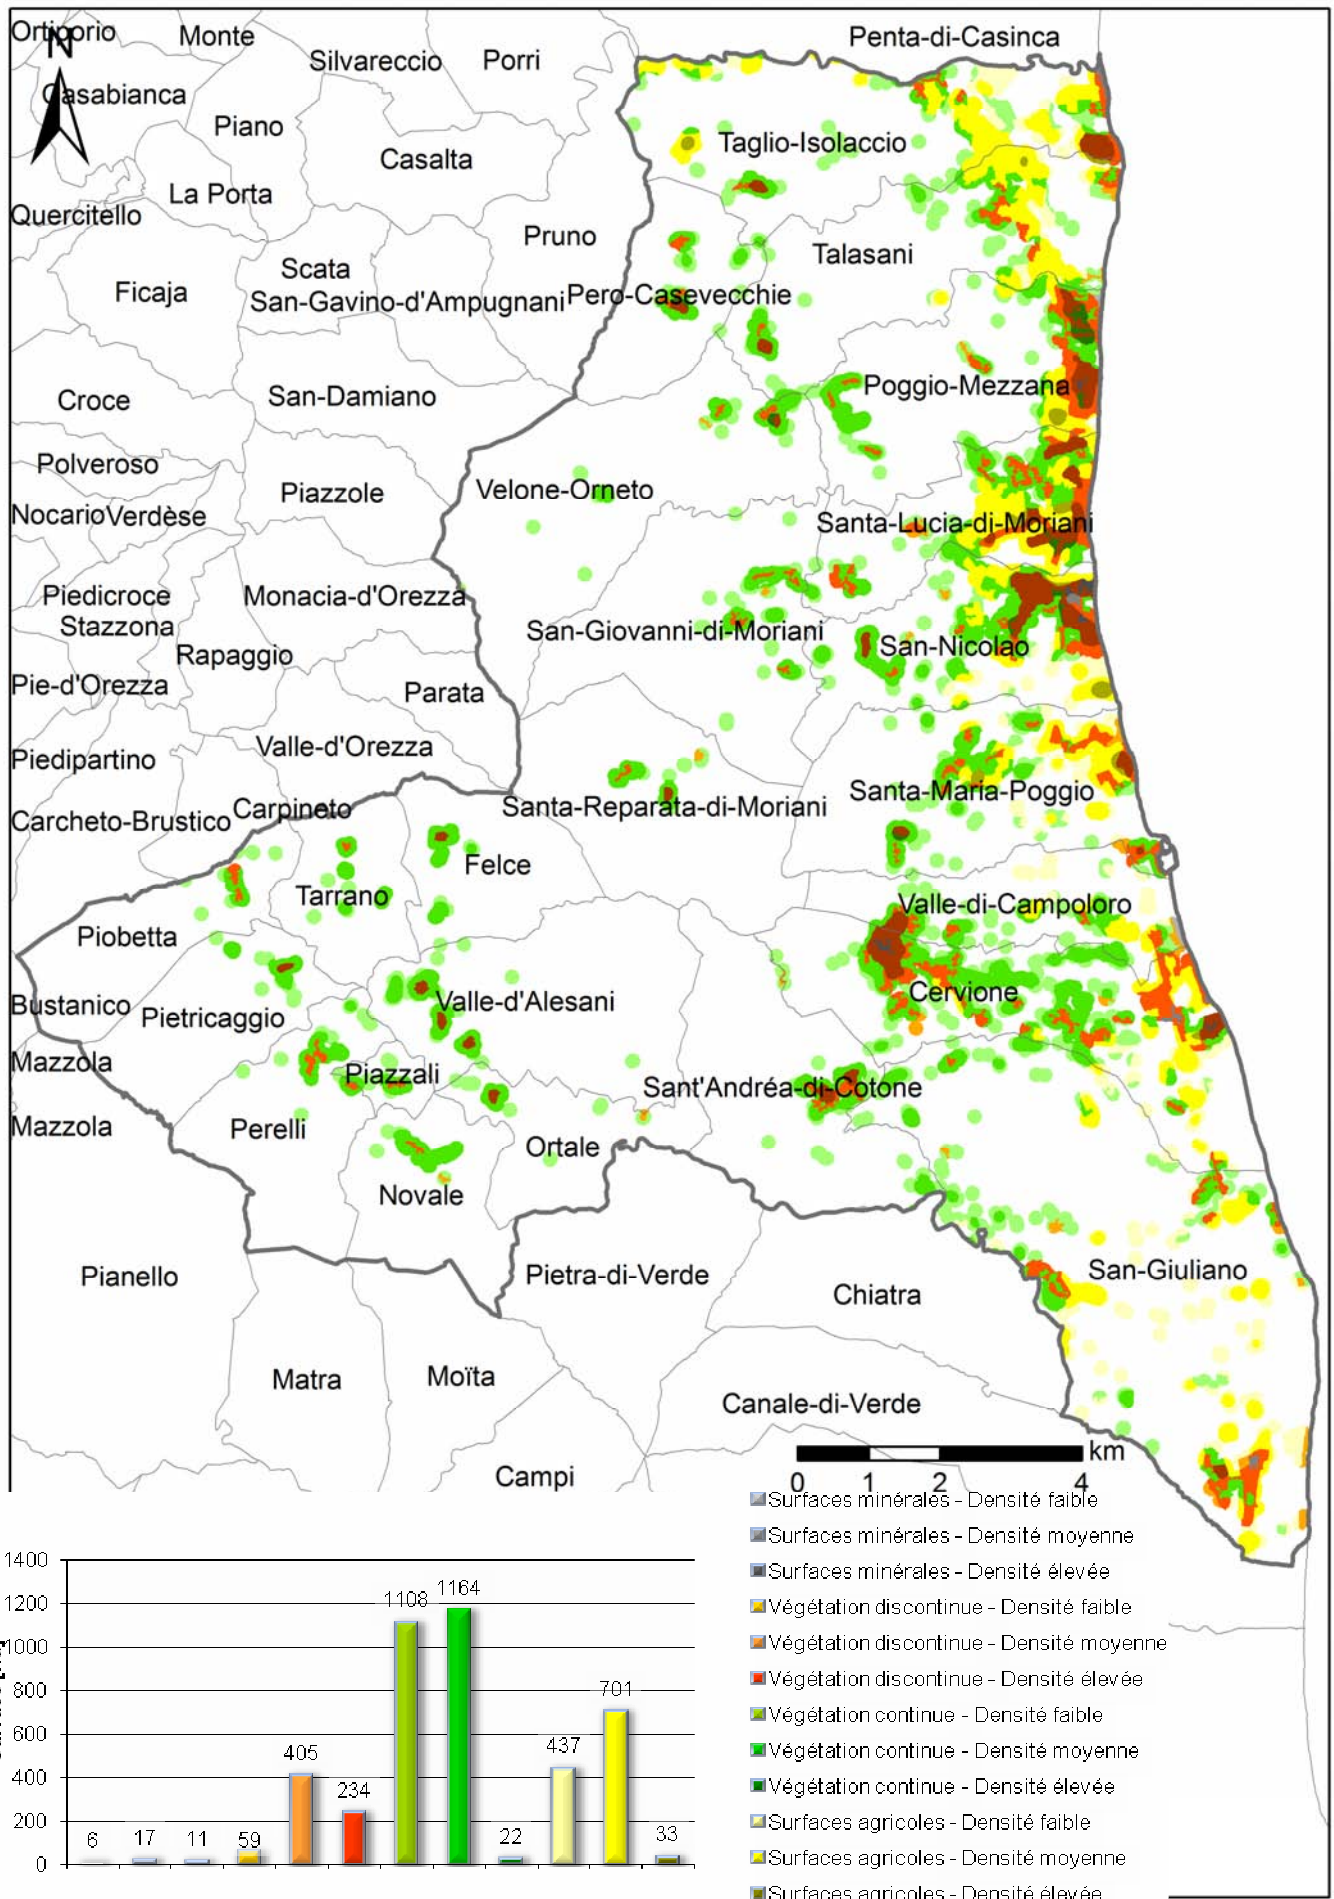 Ortiporio
Monte
Penta-di-Casinca
N
Silvareccio
Porri
Casabianca
Piano
Taglio-Isolaccio
Casalta
La Porta
Quercitello
Pruno
Talasani
Scata
Ficaja
San-Gavino-d'Ampugnani
Pero-Casevecchie
Croce
San-Damiano
Poggio-Mezzana
Polveroso
Piazzole
Velone-Orneto
Nocario
Verdèse
Santa-Lucia-di-Moriani
Piedicroce
Monacia-d'Orezza
Stazzona
San-Giovanni-di-Moriani
San-Nicolao
Rapaggio
Pie-d'Orezza
Parata
Valle-d'Orezza
Piedipartino
Santa-Maria-Poggio
Carpineto
Santa-Reparata-di-Moriani
Carcheto-Brustico
Felce
Tarrano
Valle-di-Campoloro
Piobetta
Cervione
Bustanico
Valle-d'Alesani
Pietricaggio
Mazzola
Piazzali
Sant'Andréa-di-Cotone
Mazzola
Perelli
Ortale
Novale
Pianello
Pietra-di-Verde
San-Giuliano
Chiatra
Matra
Moïta
Canale-di-Verde
km
Campi
0 1 2 4
Surfaces minérales - Densité faible
Surfaces minérales - Densité moyenne
Surfaces minérales - Densité élevée
Végétation discontinue - Densité faible
Végétation discontinue - Densité moyenne
Végétation discontinue - Densité élevée
Végétation continue - Densité faible
Végétation continue - Densité moyenne
Végétation continue - Densité élevée
Surfaces agricoles - Densité faible
Surfaces agricoles - Densité moyenne
Surfaces agricoles - Densité élevée
1400
1200
1000
800
600
400
200
0
6 17 11 59 405 234 1108 1164 22 437 701 33